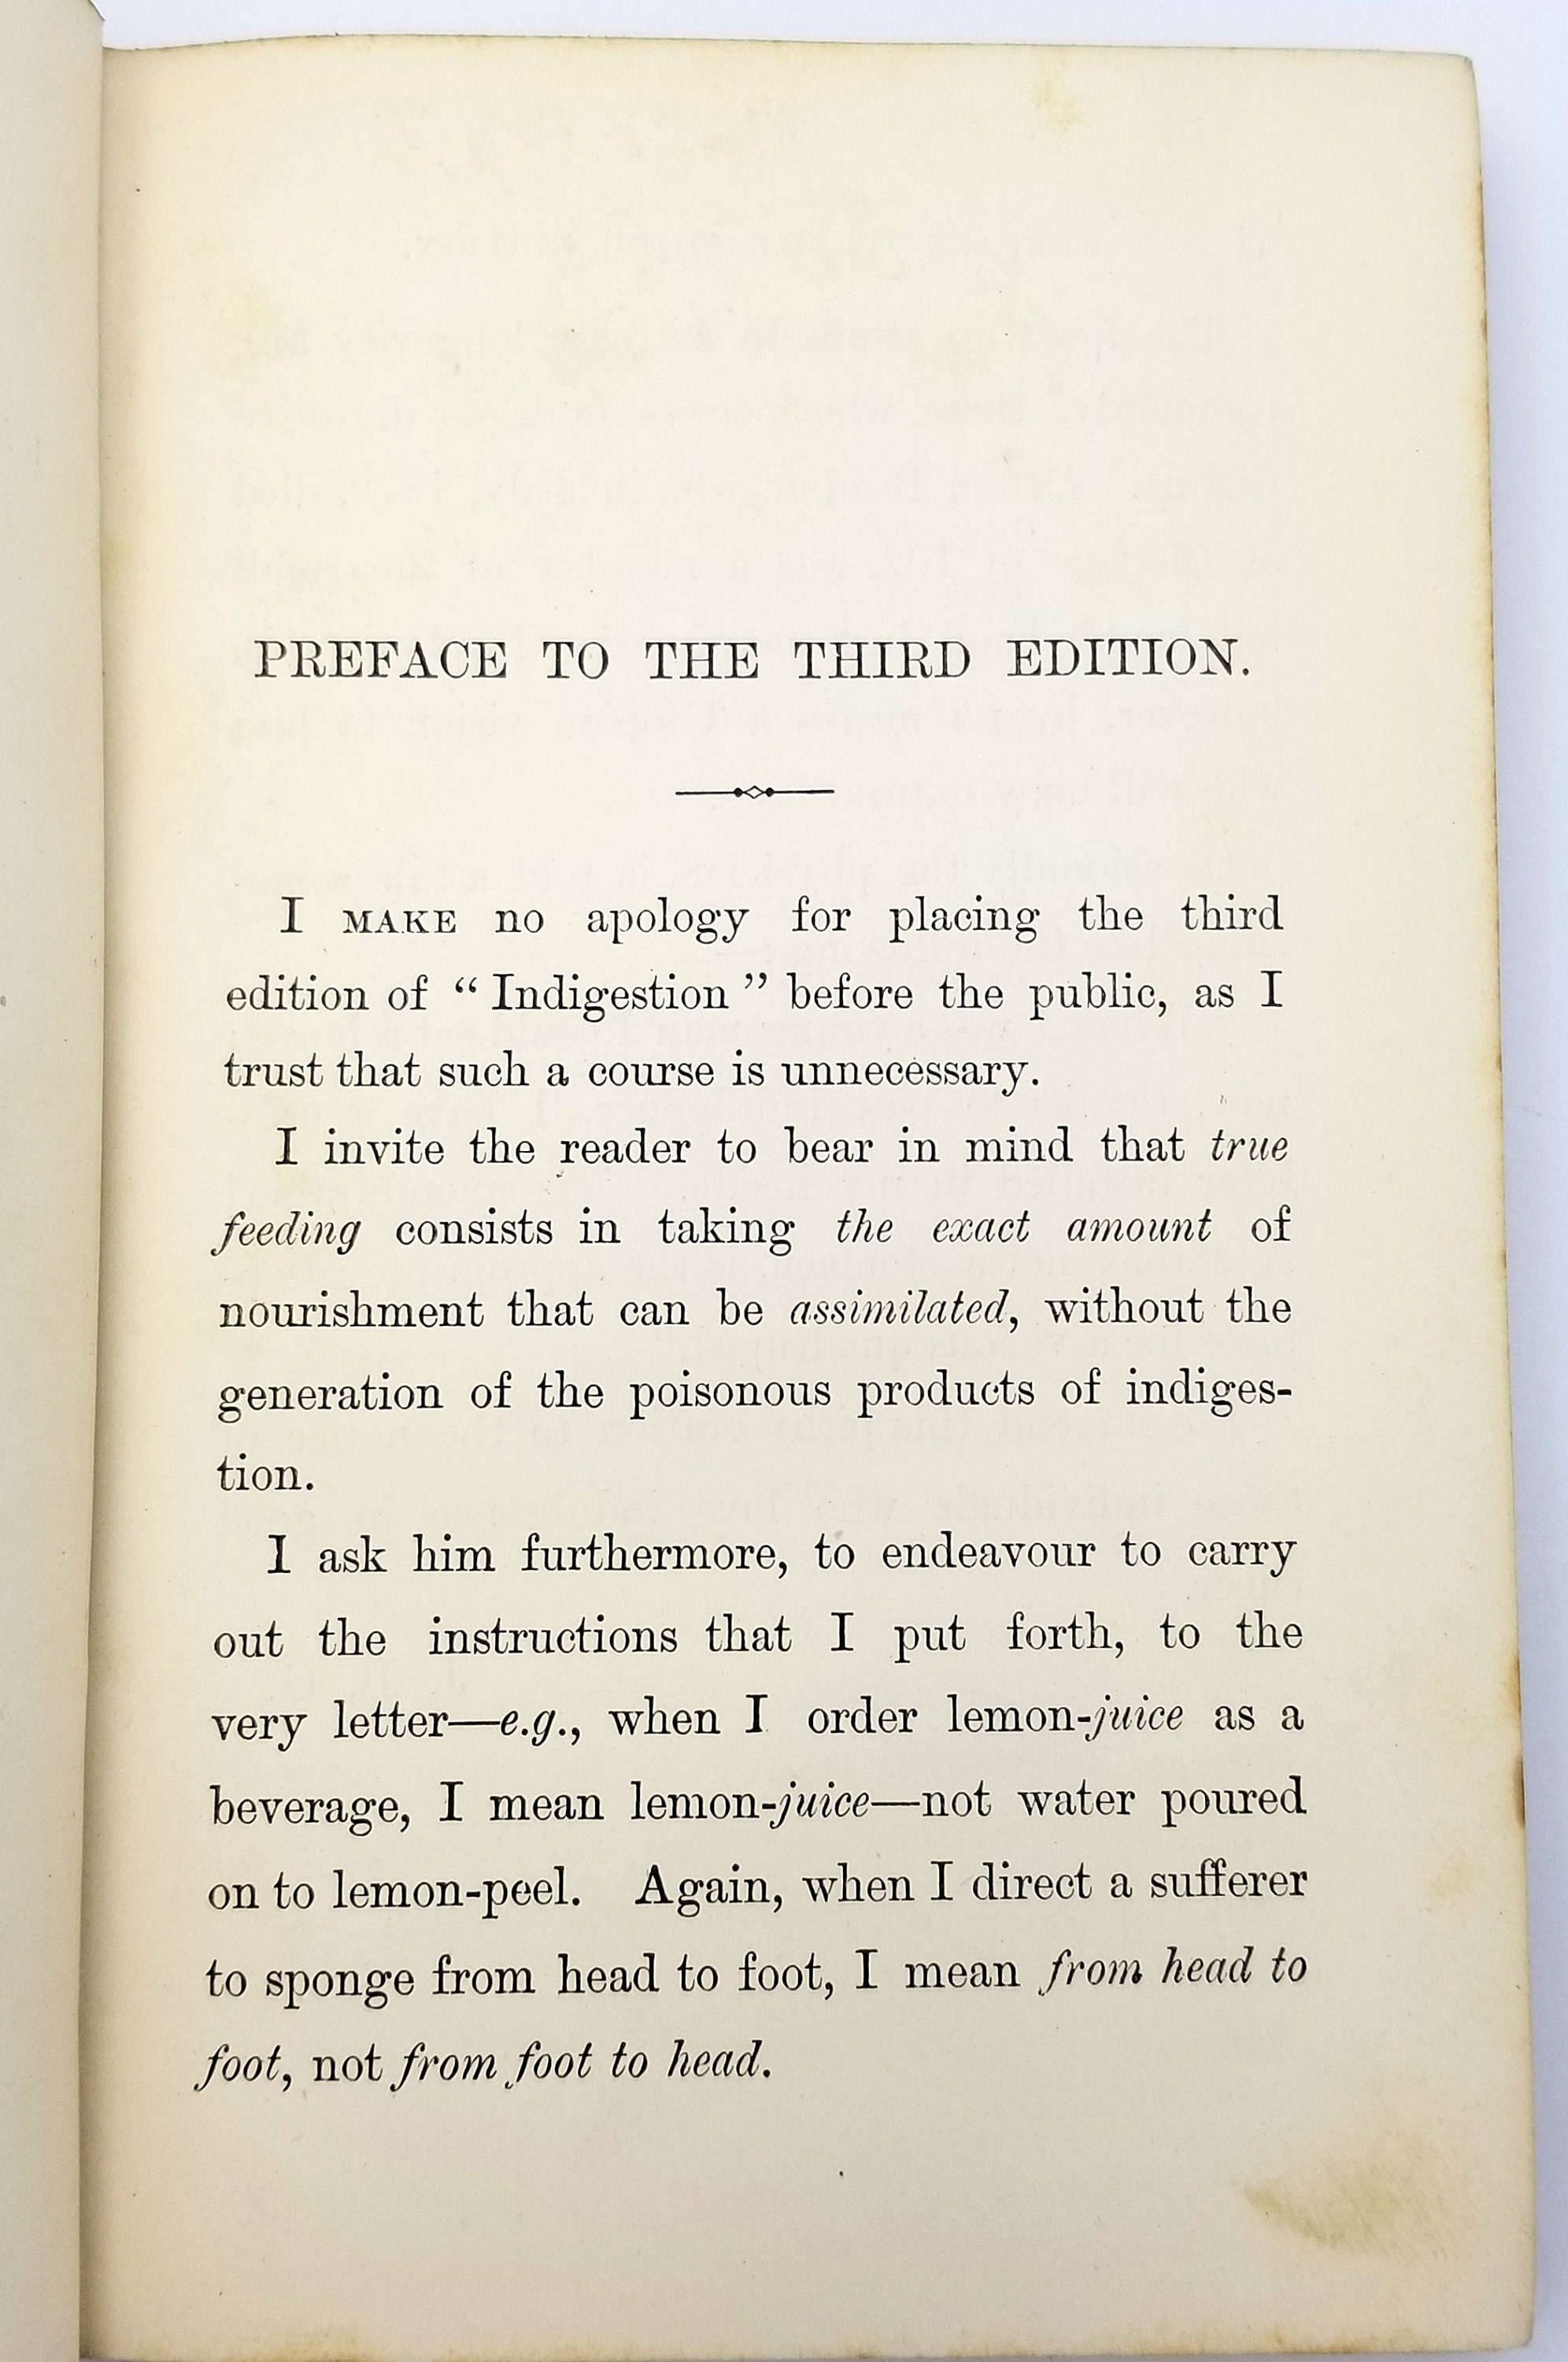 PREFACE TO THE THIRD EDITION.
I MAKE no apology for placing the third
edition of “ Indigestion ” before the public, as I
trust that such a course is unnecessary.
I invite the reader to bear in mind that true
feeding consists in taking the exact amount of
nourishment that can be assimilated, without the
generation of the poisonous products of indiges-
tion.
I ask him furthermore, to endeavour to carry
out the instructions that I put forth, to the
very letter—e.g., when I order lemon-juice as a
beverage, I mean lemon-juice—not water poured
on to lemon-peel. Again, when I direct a sufferer
to sponge from head to foot, I mean from head to
foot, not from foot to head.